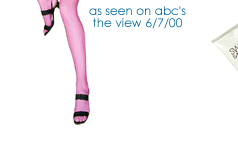 as seen on abc's
the view 6/7/00